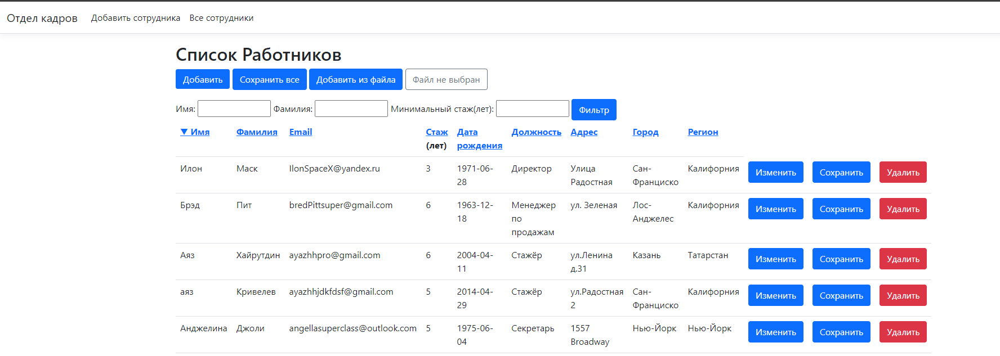 Отдел кадров Добавить сотрудника Все сотрудники
Список Работников
Добавить Сохранить все Добавить из файла Файл не выбран
Имя: Фамилия: Минимальный стаж(лет): Фильтр
▼ Имя Фамилия Email Стаж (лет) Дата рождения Должность Адрес Город Регион
Илон Маск IlonSpaceX@yandex.ru 3 1971-06-28 Директор Улица Радостная Сан-Франциско Калифорния Изменить Сохранить Удалить
Брэд Пит bredPittsuper@gmail.com 6 1963-12-18 Менеджер по продажам ул. Зеленая Лос-Анджелес Калифорния Изменить Сохранить Удалить
Аяз Хайрутдин ayazhhpro@gmail.com 6 2004-04-11 Стажёр ул.Ленина д.31 Казань Татарстан Изменить Сохранить Удалить
аяз Кривелев ayazhhjdkfdsf@gmail.com 5 2014-04-29 Стажёр ул.Радостная 2 Сан-Франциско Калифорния Изменить Сохранить Удалить
Анджелина Джоли angellasuperclass@outlook.com 5 1975-06-04 Секретарь 1557 Broadway Нью-Йорк Нью-Йорк Изменить Сохранить Удалить